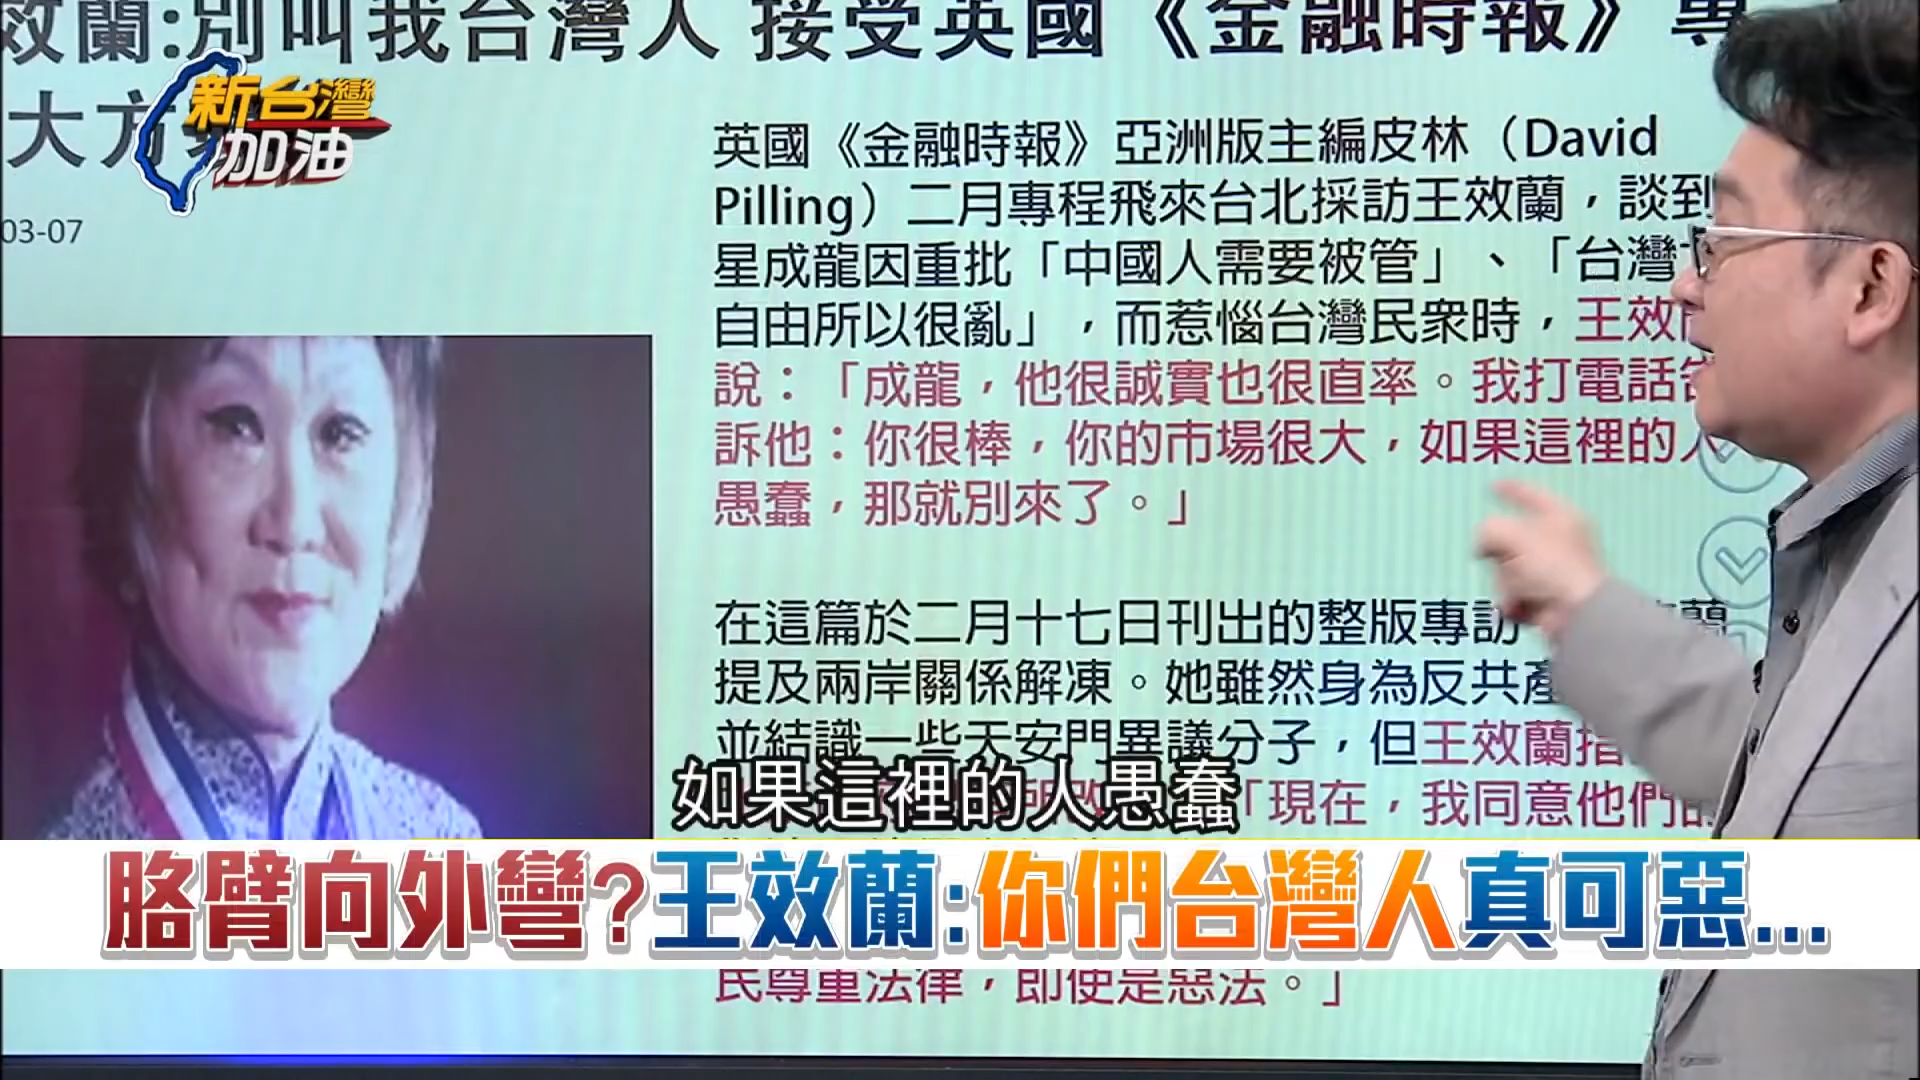 效蘭:別叫我台灣人 接受英國《金融時報》專
大方
新台灣
加油
03-07
英國《金融時報》亞洲版主編皮林（David
Pilling）二月專程飛來台北採訪王效蘭，談到
星成龍因重批「中國人需要被管」、「台灣
自由所以很亂」，而惹惱台灣民眾時，王效
說：「成龍，他很誠實也很直率。我打電話告
訴他：你很棒，你的市場很大，如果這裡的人
愚蠢，那就別來了。」
在這篇於二月十七日刊出的整版專訪 蘭
提及兩岸關係解凍。她雖然身為反共產
並結識一些天安門異議分子，但王效蘭指
「現在，我同意他們的
如果這裡的人愚蠢
胳臂向外彎?王效蘭:你們台灣人真可惡...
民尊重法律，即使是惡法。」